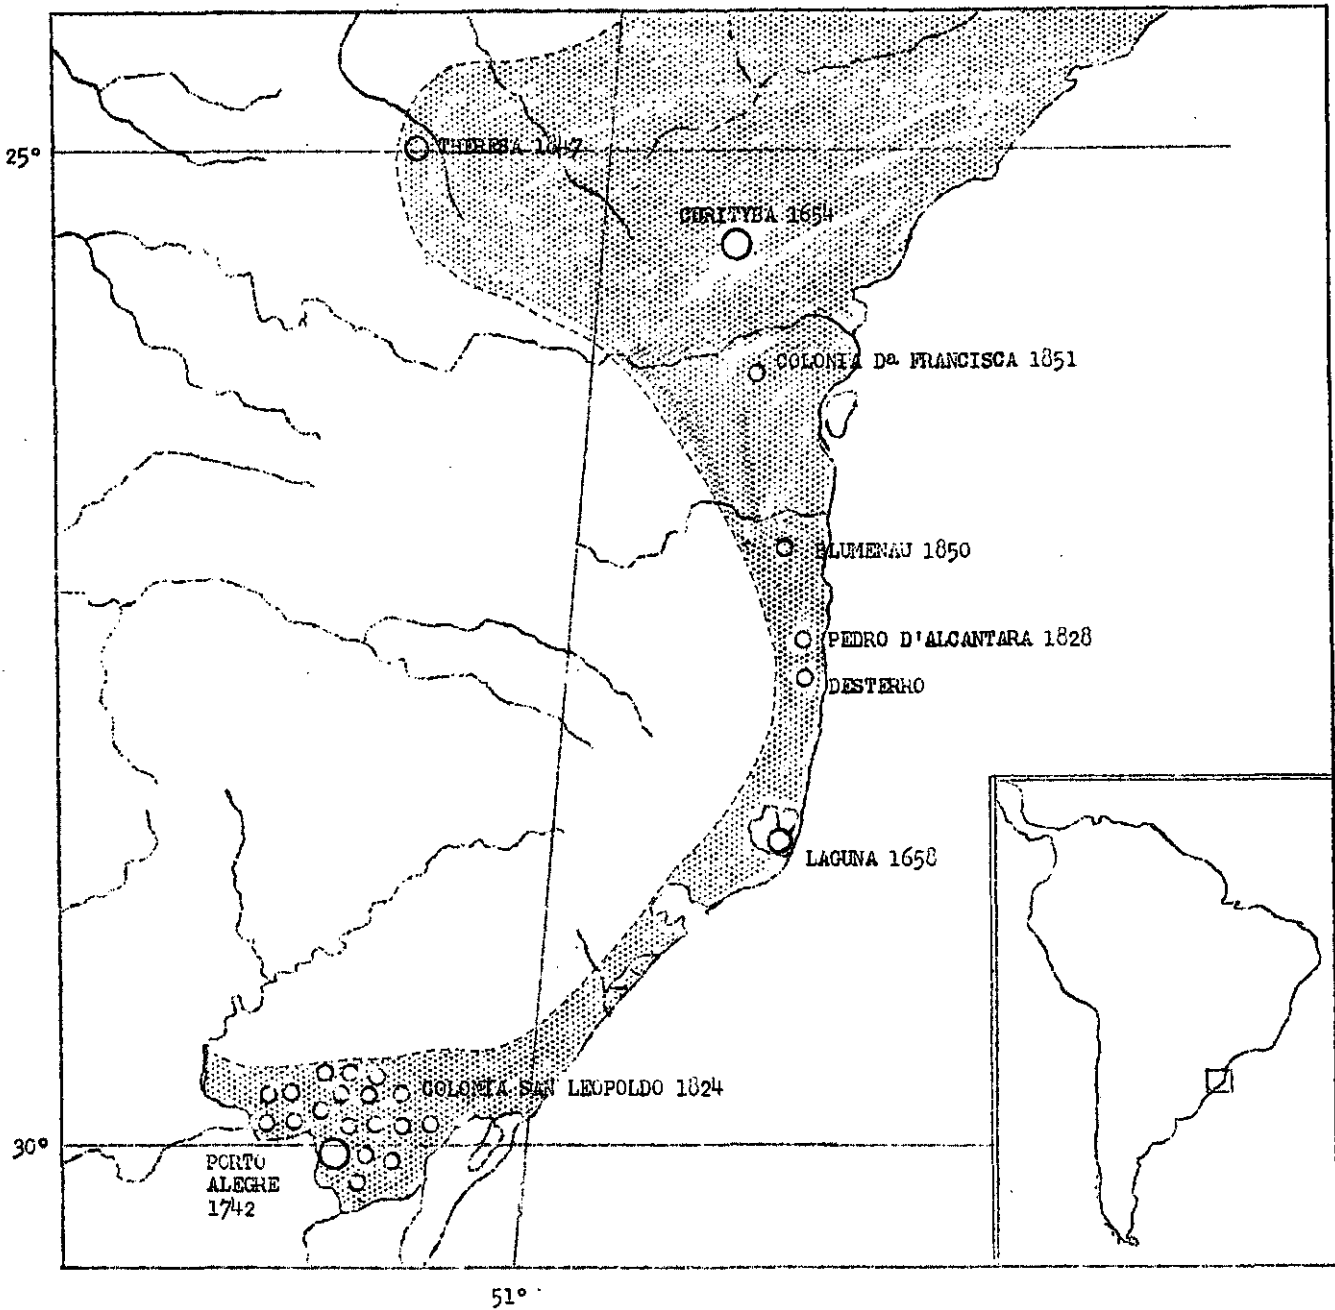 25°
THERESA 1847
CURITYBA 1654
COLONIA Dª FRANCISCA 1851
BLUMENAU 1850
PEDRO D'ALCANTARA 1828
DESTERRO
LAGUNA 1658
COLONIA SAN LEOPOLDO 1824
30°
PORTO
ALEGRE
1742
51°